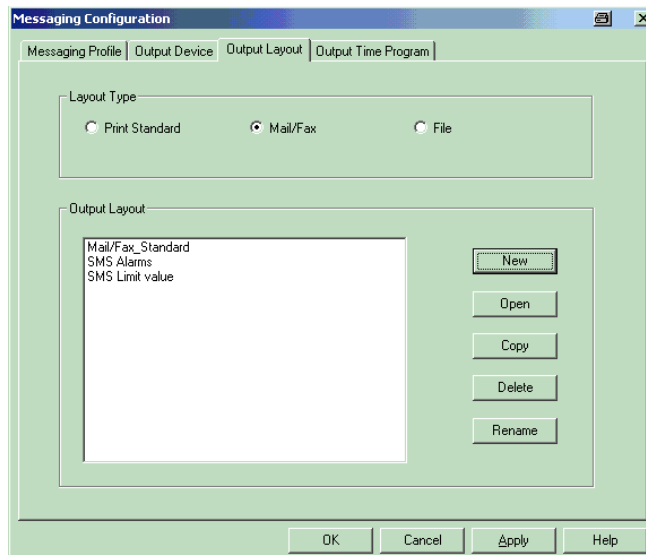 Messaging Configuration
Messaging Profile
Output Device
Output Layout
Output Time Program
Layout Type
Print Standard
Mail/Fax
File
Output Layout
Mail/Fax_Standard
SMS Alarms
SMS Limit value
New
Open
Copy
Delete
Rename
OK
Cancel
Apply
Help